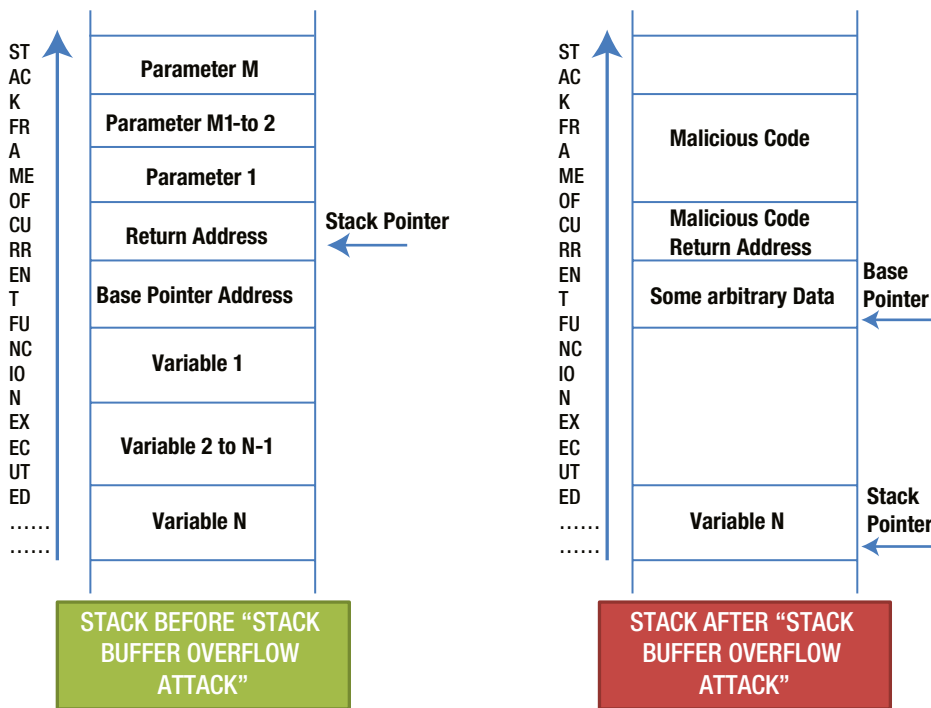 ST
AC
K
FR
A
ME
OF
CU
RR
EN
T
FU
NC
IO
N
EX
EC
UT
ED
......
......
Parameter M
Parameter M1-to 2
Parameter 1
Return Address
Base Pointer Address
Variable 1
Variable 2 to N-1
Variable N
Stack Pointer
STACK BEFORE “STACK
BUFFER OVERFLOW
ATTACK”
ST
AC
K
FR
A
ME
OF
CU
RR
EN
T
FU
NC
IO
N
EX
EC
UT
ED
......
......
Malicious Code
Malicious Code
Return Address
Some arbitrary Data
Variable N
Base
Pointer
Stack
Pointer
STACK AFTER “STACK
BUFFER OVERFLOW
ATTACK”